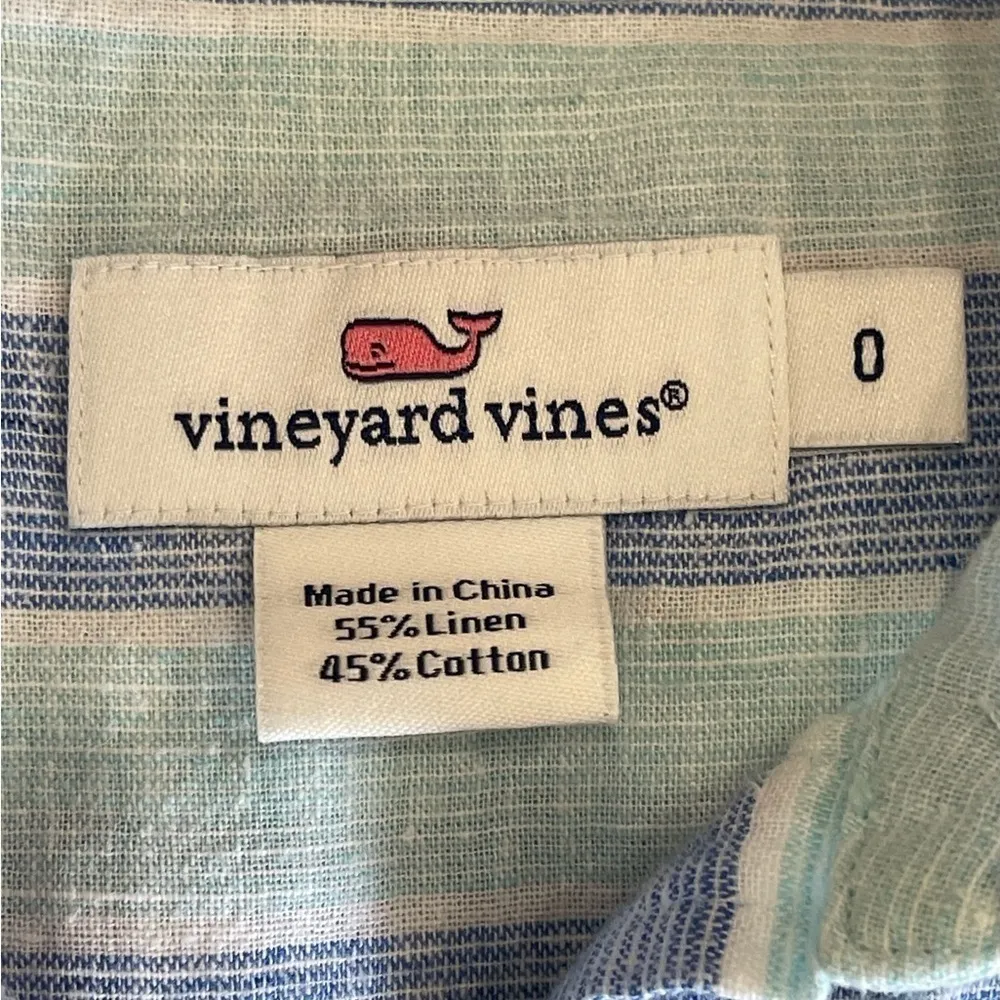 vineyard vines®
0
Made in China
55% Linen
45% Cotton